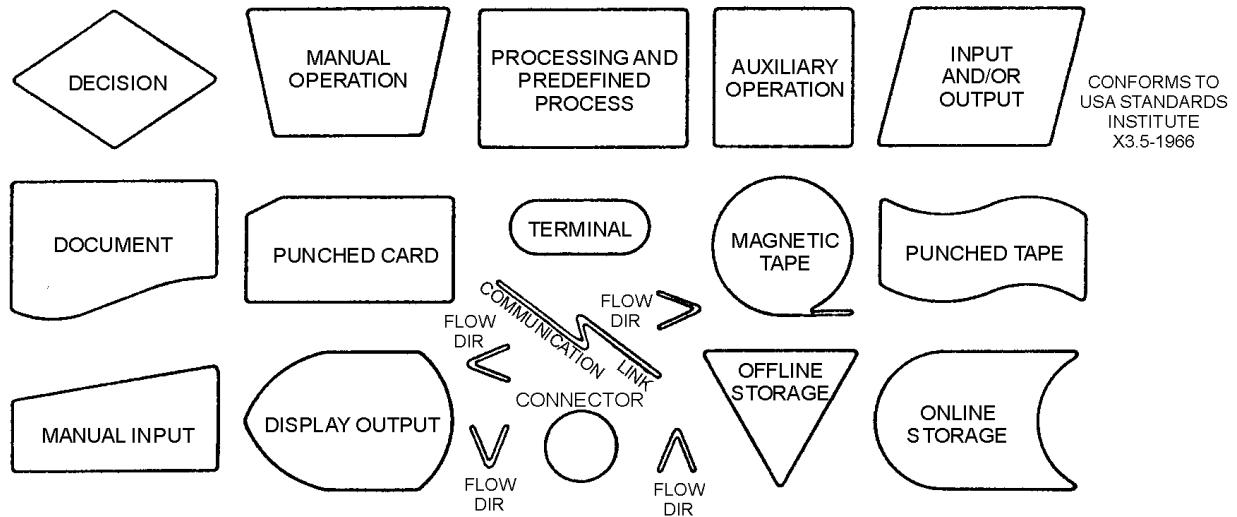 DECISION
MANUAL
OPERATION
PROCESSING AND
PREDEFINED
PROCESS
AUXILIARY
OPERATION
INPUT
AND/OR
OUTPUT
CONFORMS TO
USA STANDARDS
INSTITUTE
X3.5-1966
DOCUMENT
PUNCHED CARD
TERMINAL
MAGNETIC
TAPE
PUNCHED TAPE
COMMUNICATION
LINK
FLOW
DIR
FLOW
DIR
MANUAL INPUT
DISPLAY OUTPUT
CONNECTOR
OFFLINE
STORAGE
ONLINE
STORAGE
FLOW
DIR
FLOW
DIR